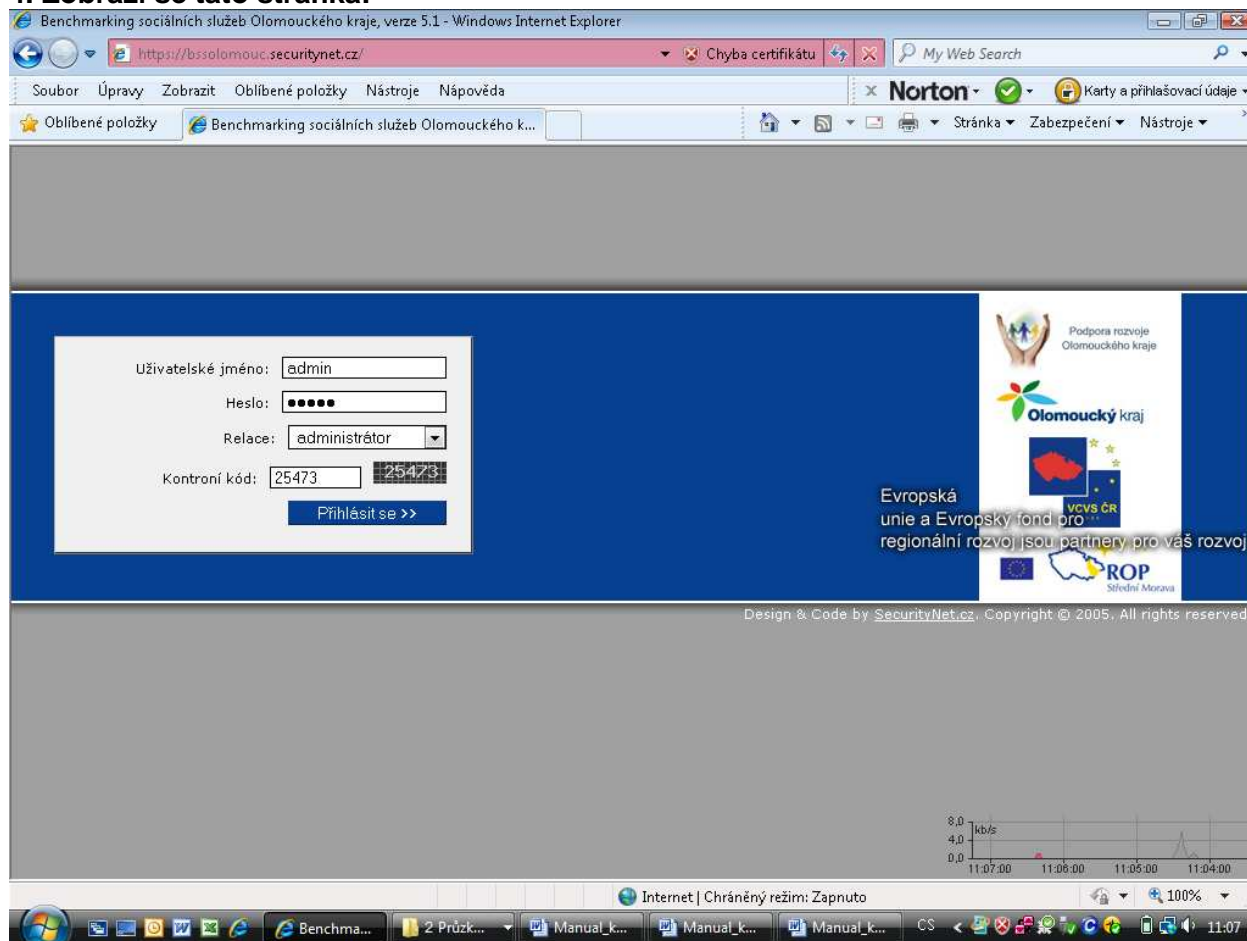 4. Zobrazí se tato stránka:
Benchmarking sociálních služeb Olomouckého kraje, verze 5.1 - Windows Internet Explorer
https://bssolomouc.securitynet.cz/
Chyba certifikátu
My Web Search
Soubor Úpravy Zobrazit Oblíbené položky Nástroje Nápověda
x Norton
Karty a přihlašovací údaje
Oblíbené položky
Benchmarking sociálních služeb Olomouckého k...
Stránka Zabezpečení Nástroje
Podpora rozvoje
Olomouckého kraje
Uživatelské jméno: admin
Heslo: •••••
Relace: administrátor
Kontroní kód: 25473 25473
Přihlásit se >>
Olomoucký kraj
VCVS ČR
Evropská
unie a Evropský fond pro
regionální rozvoj jsou partnery pro váš rozvoj
ROP
Střední Morava
Design & Code by SecurityNet.cz. Copyright © 2005. All rights reserved
8,0
kb/s
4,0
0,0
11:07:00 11:06:00 11:05:00 11:04:00
Internet | Chráněný režim: Zapnuto
100%
Benchma... 2 Průzk... Manual_k... Manual_k... Manual_k... CS 11:07